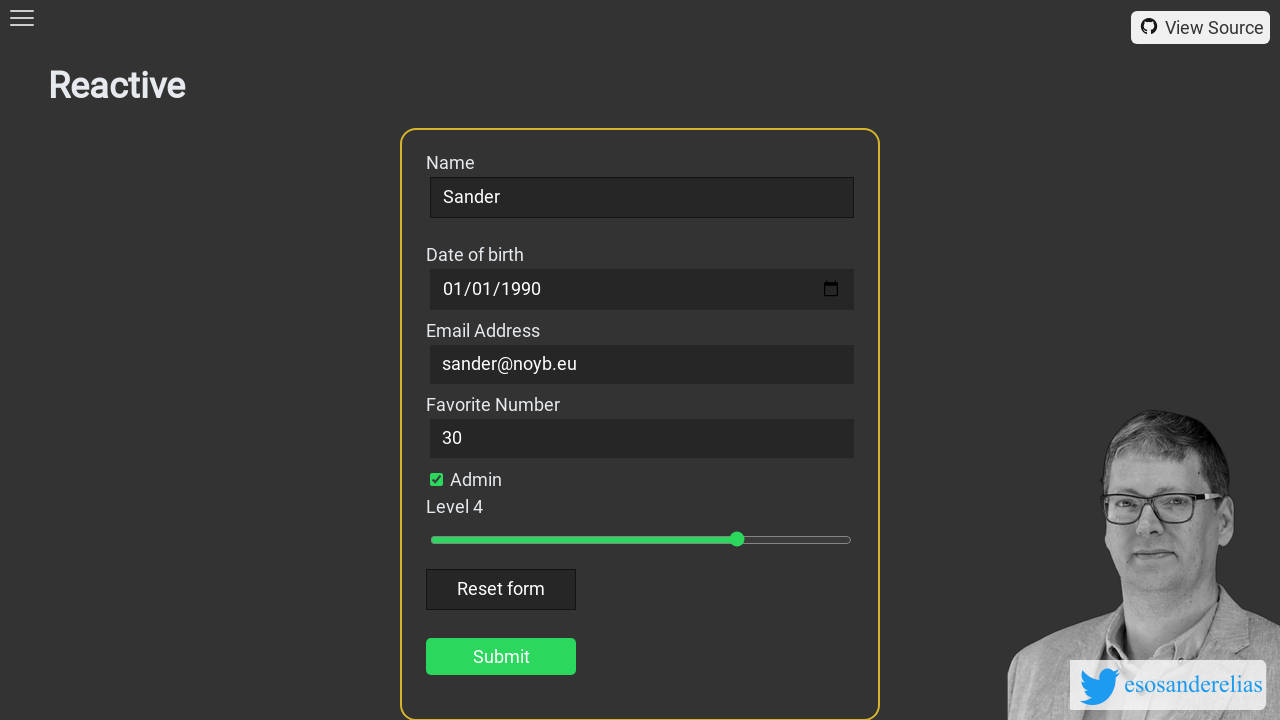 View Source
Reactive
Name
Sander
Date of birth
01/01/1990
Email Address
sander@noyb.eu
Favorite Number
30
Admin
Level 4
Reset form
Submit
esosanderelias